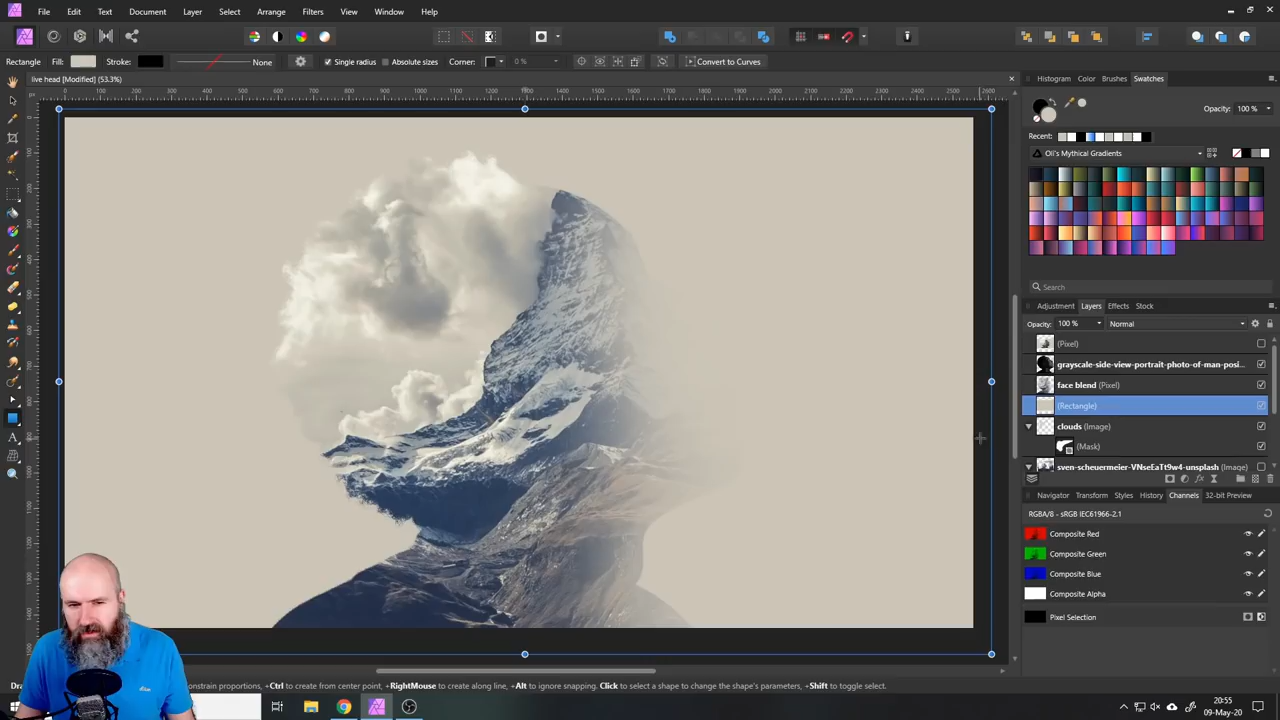 File Edit Text Document Layer Select Arrange Filters View Window Help
Rectangle Fill: Stroke: None Single radius Absolute sizes Corner: 0 % Convert to Curves
live head [Modified] (53.3%)
Histogram Color Brushes Swatches
Opacity: 100 %
Recent:
Oli's Mythical Gradients
Search
Adjustment Layers Effects Stock
Opacity: 100 % Normal
(Pixel)
grayscale-side-view-portrait-photo-of-man-posi...
face blend (Pixel)
(Rectangle)
clouds (Image)
(Mask)
sven-scheuermeier-VNseEaTt9w4-unsplash (Image)
Navigator Transform Styles History Channels 32-bit Preview
RGBA/8 - sRGB IEC61966-2.1
Composite Red
Composite Green
Composite Blue
Composite Alpha
Pixel Selection
constrain proportions, +Ctrl to create from center point, +RightMouse to create along line, +Alt to ignore snapping. Click to select a shape to change the shape's parameters, +Shift to toggle select.
20:55
09-May-20